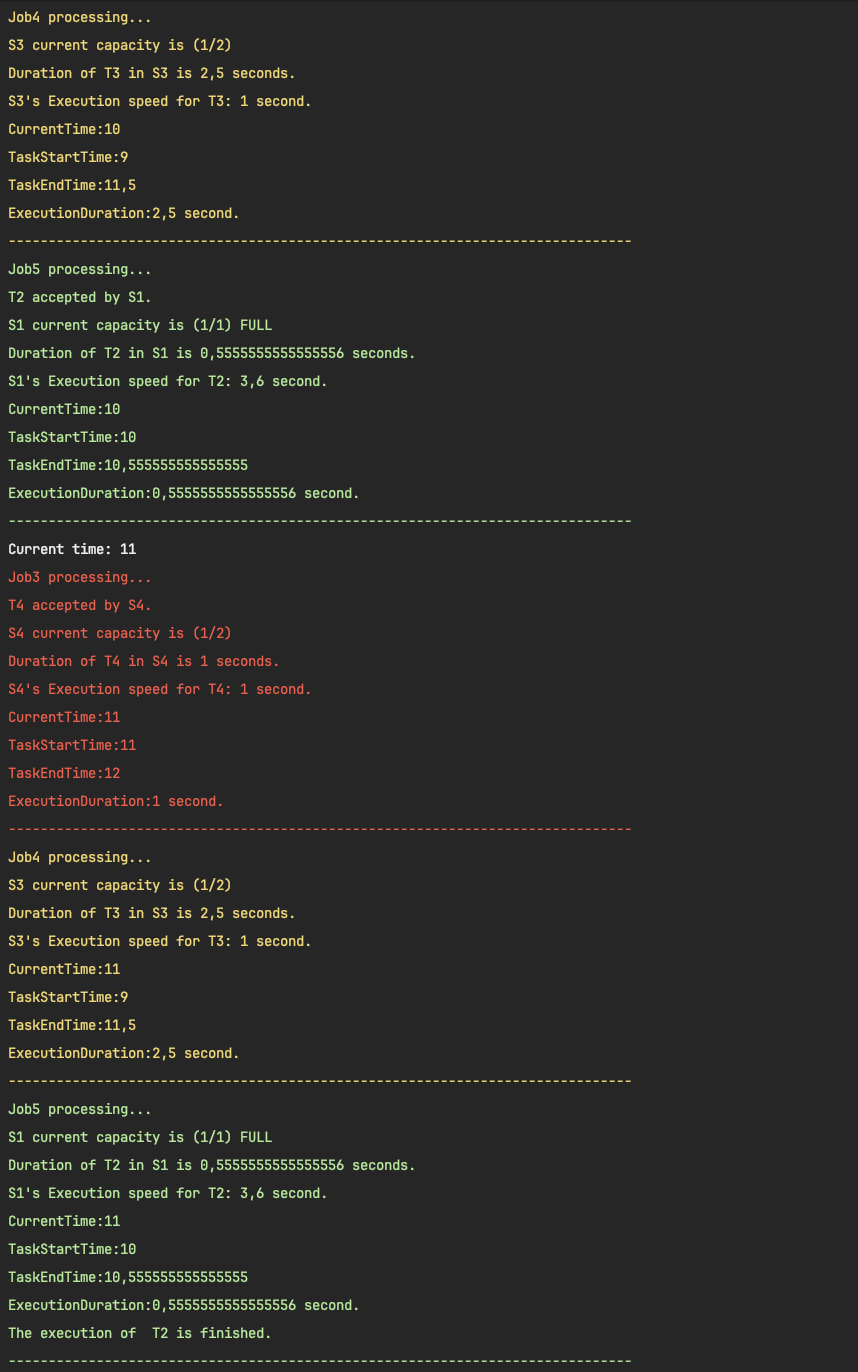 Job4 processing...
S3 current capacity is (1/2)
Duration of T3 in S3 is 2,5 seconds.
S3's Execution speed for T3: 1 second.
CurrentTime:10
TaskStartTime:9
TaskEndTime:11,5
ExecutionDuration:2,5 second.
------------------------------------------------------------------------------
Job5 processing...
T2 accepted by S1.
S1 current capacity is (1/1) FULL
Duration of T2 in S1 is 0,5555555555555556 seconds.
S1's Execution speed for T2: 3,6 second.
CurrentTime:10
TaskStartTime:10
TaskEndTime:10,555555555555555
ExecutionDuration:0,5555555555555556 second.
------------------------------------------------------------------------------
Current time: 11
Job3 processing...
T4 accepted by S4.
S4 current capacity is (1/2)
Duration of T4 in S4 is 1 seconds.
S4's Execution speed for T4: 1 second.
CurrentTime:11
TaskStartTime:11
TaskEndTime:12
ExecutionDuration:1 second.
------------------------------------------------------------------------------
Job4 processing...
S3 current capacity is (1/2)
Duration of T3 in S3 is 2,5 seconds.
S3's Execution speed for T3: 1 second.
CurrentTime:11
TaskStartTime:9
TaskEndTime:11,5
ExecutionDuration:2,5 second.
------------------------------------------------------------------------------
Job5 processing...
S1 current capacity is (1/1) FULL
Duration of T2 in S1 is 0,5555555555555556 seconds.
S1's Execution speed for T2: 3,6 second.
CurrentTime:11
TaskStartTime:10
TaskEndTime:10,555555555555555
ExecutionDuration:0,5555555555555556 second.
The execution of  T2 is finished.
------------------------------------------------------------------------------